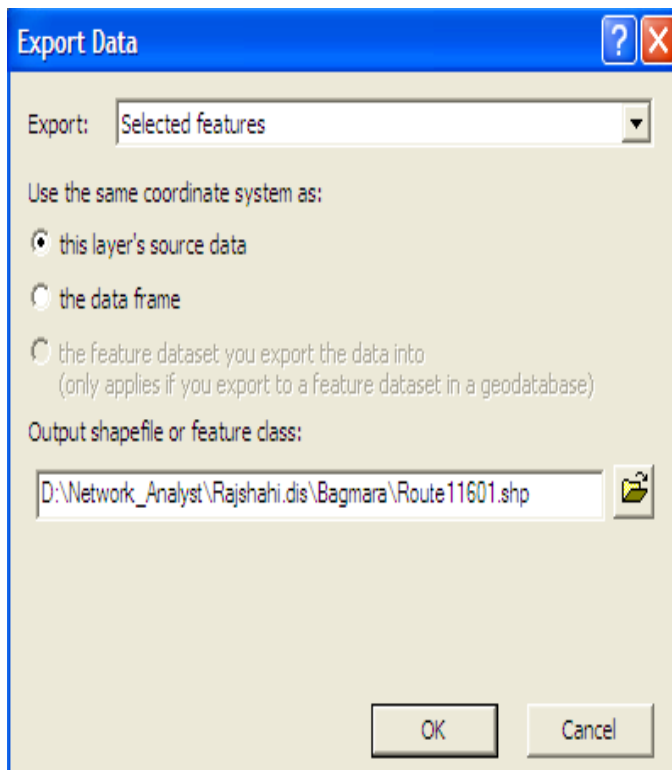 Export Data
Export: Selected features
Use the same coordinate system as:
this layer's source data
the data frame
the feature dataset you export the data into
(only applies if you export to a feature dataset in a geodatabase)
Output shapefile or feature class:
D:\Network_Analyst\Rajshahi.dis\Bagmara\Route11601.shp
OK Cancel